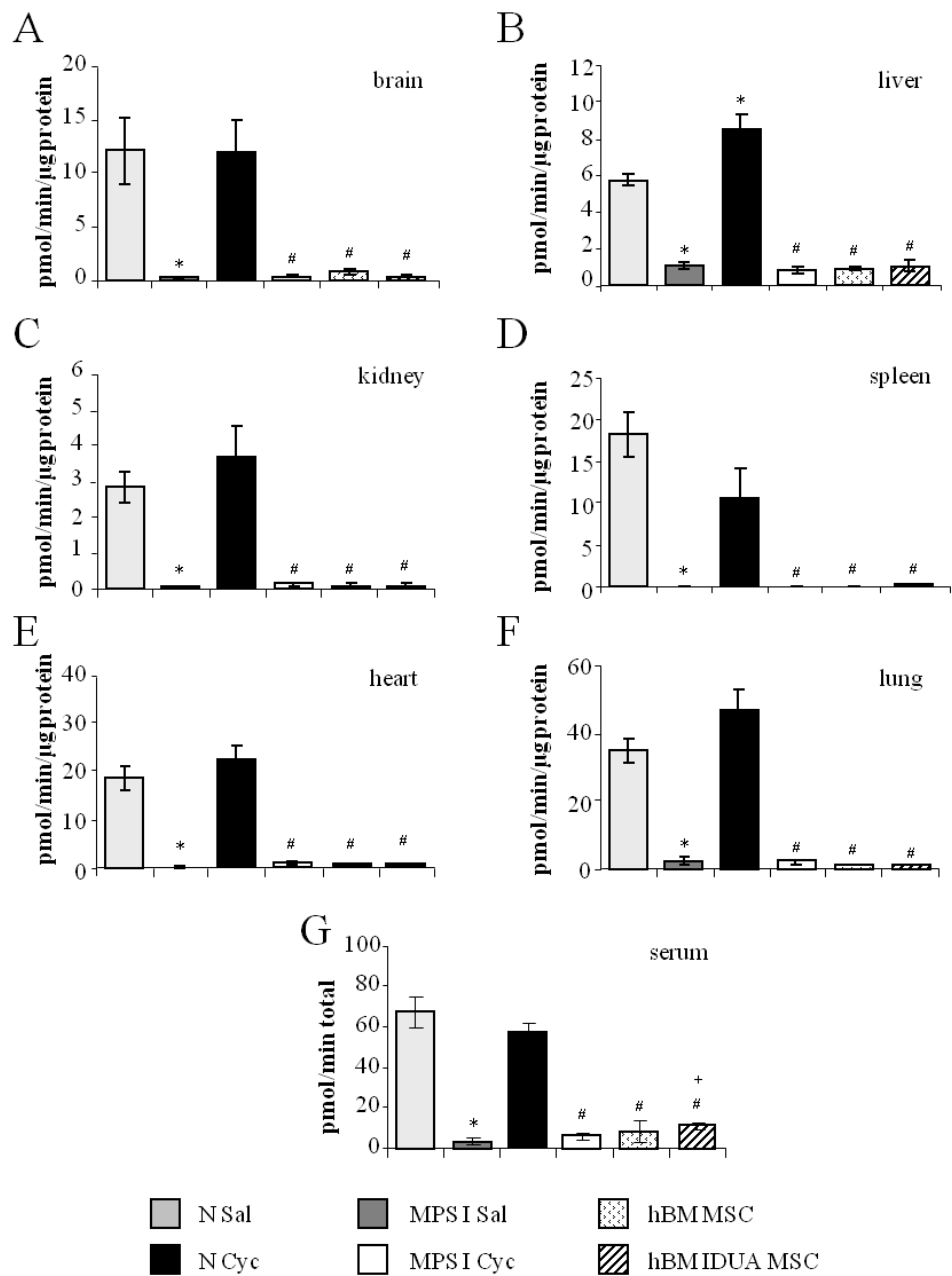 A
B
pmol/min/µgprotein
20
15
10
5
0
brain
*
#
#
#
pmol/min/µgprotein
12
10
8
6
4
2
0
liver
*
*
#
#
#
C
D
pmol/min/µgprotein
6
5
4
3
2
1
0
kidney
*
#
#
#
pmol/min/µgprotein
25
20
15
10
5
0
spleen
*
#
#
#
E
F
pmol/min/µgprotein
40
30
20
10
0
heart
*
#
#
#
pmol/min/µgprotein
60
40
20
0
lung
*
#
#
#
G
pmol/min total
100
80
60
40
20
0
serum
*
#
#
+
#
N Sal
MPS I Sal
hBM MSC
N Cyc
MPS I Cyc
hBM IDUA MSC